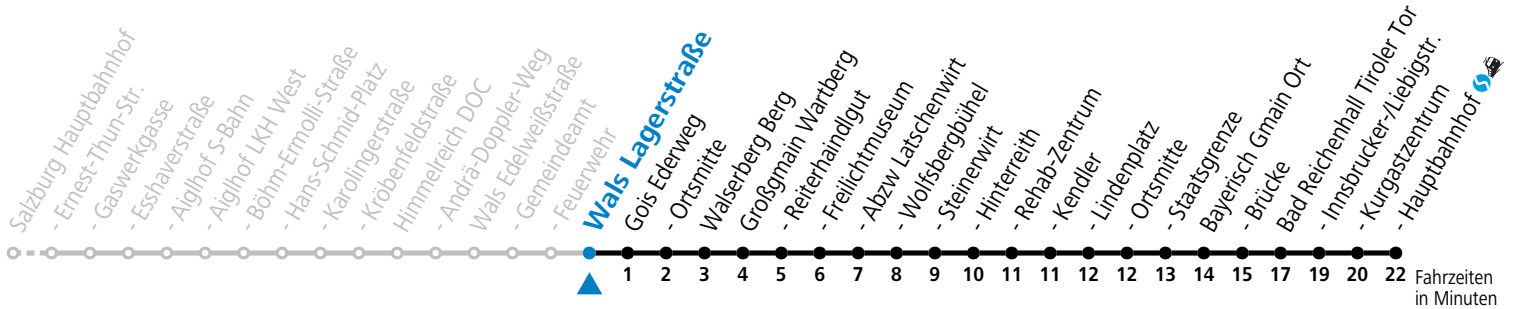 Salzburg Hauptbahnhof
- Ernest-Thun-Str.
- Gaswerkgasse
- Esshaverstraße
- Aiglhof S-Bahn
- Aiglhof LKH West
- Böhm-Ermolli-Straße
- Hans-Schmid-Platz
- Karolingerstraße
- Kröbenfeldstraße
Himmelreich DOC
- Andrä-Doppler-Weg
Wals Edelweißstraße
- Gemeindeamt
- Feuerwehr
Wals Lagerstraße
Gois Ederweg
- Ortsmitte
Walserberg Berg
Großgmain Wartberg
- Reiterhaindlgut
- Freilichtmuseum
- Abzw Latschenwirt
- Wolfsbergbühel
- Steinerwirt
- Hinterreith
- Rehab-Zentrum
- Kendler
- Lindenplatz
- Ortsmitte
- Staatsgrenze
Bayerisch Gmain Ort
- Brücke
Bad Reichenhall Tiroler Tor
- Innsbrucker-/Liebigstr.
- Kurgastzentrum
- Hauptbahnhof
1 2 3 4 5 6 7 8 9 10 11 11 12 12 13 14 15 17 19 20 22
Fahrzeiten
in Minuten